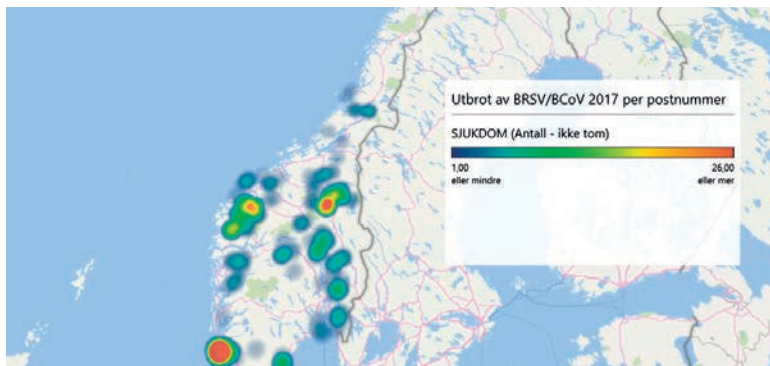 Utbrot av BRSV/BCoV 2017 per postnummer
SJUKDOM (Antall - ikke tom)
1,00 26,00
eller mindre eller mer